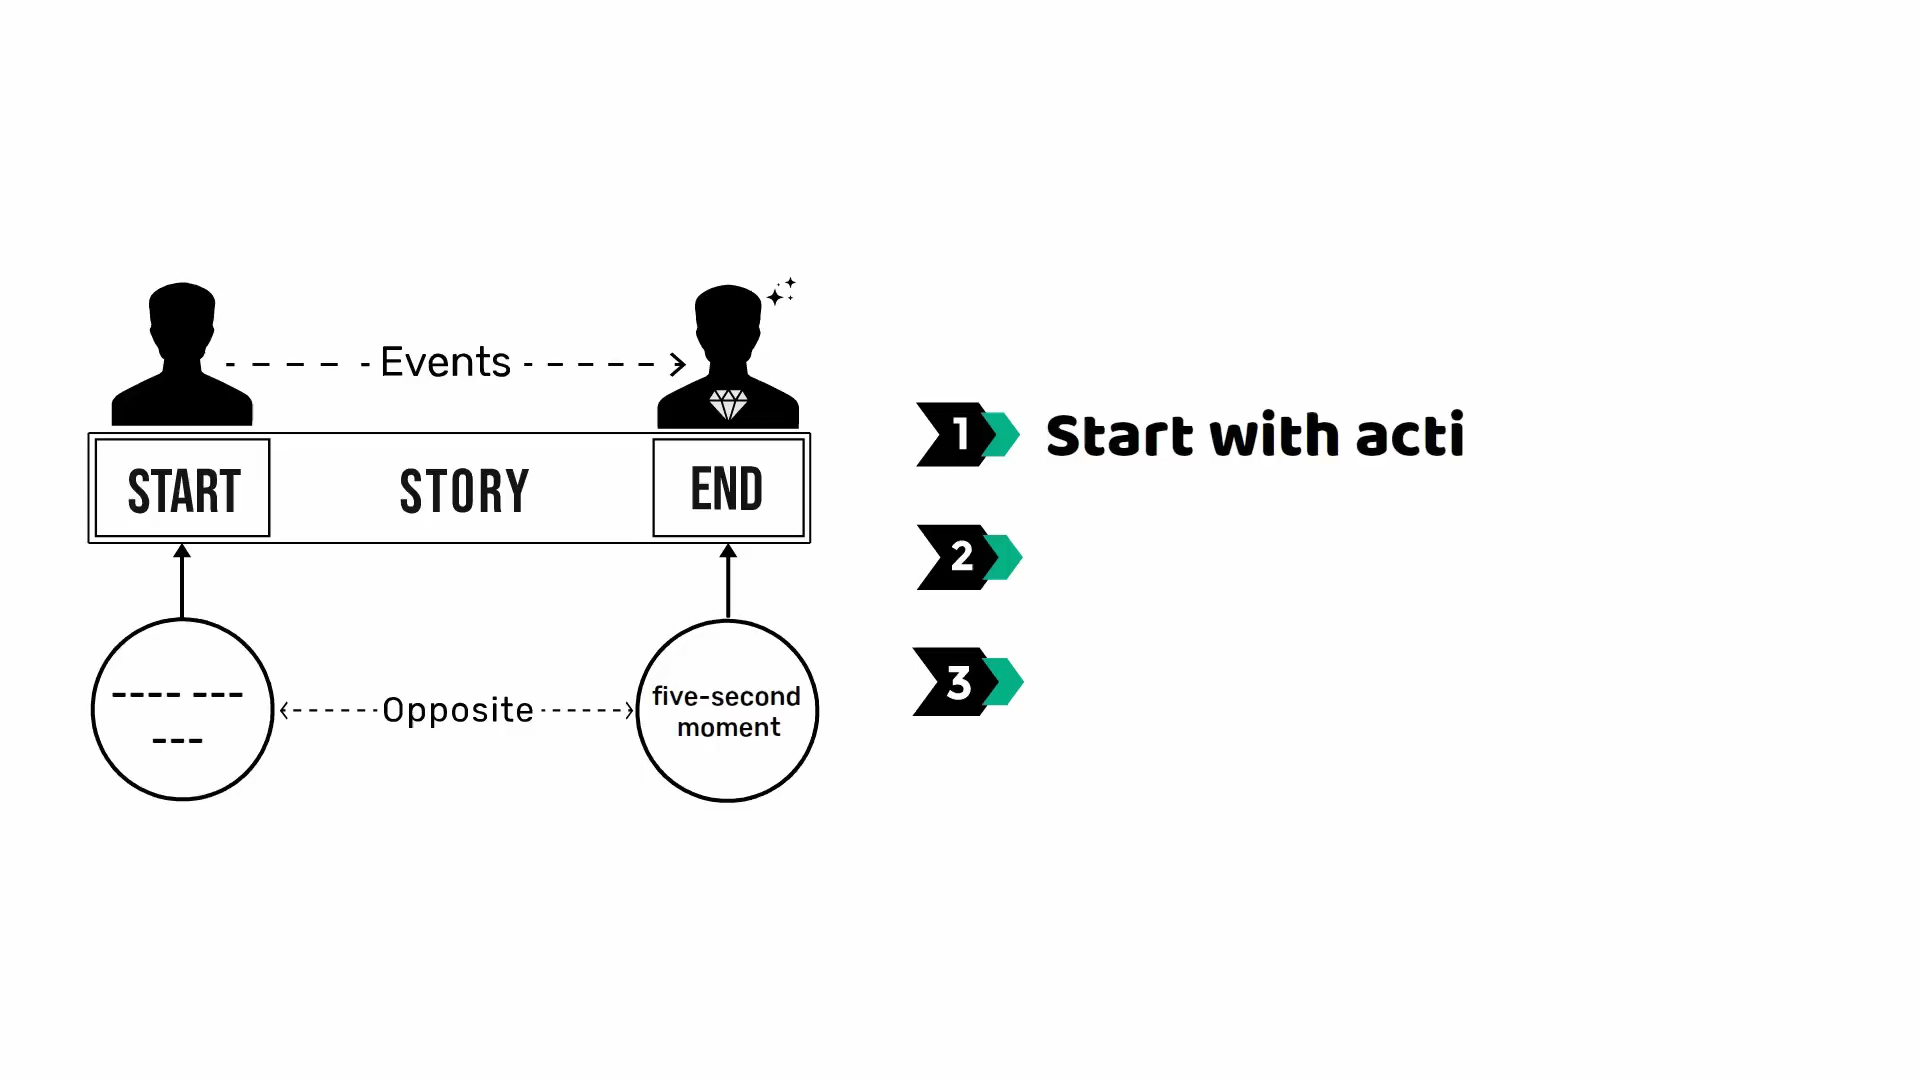 Events
START
STORY
END
---- ---
---
Opposite
five-second
moment
1 Start with acti
2
3